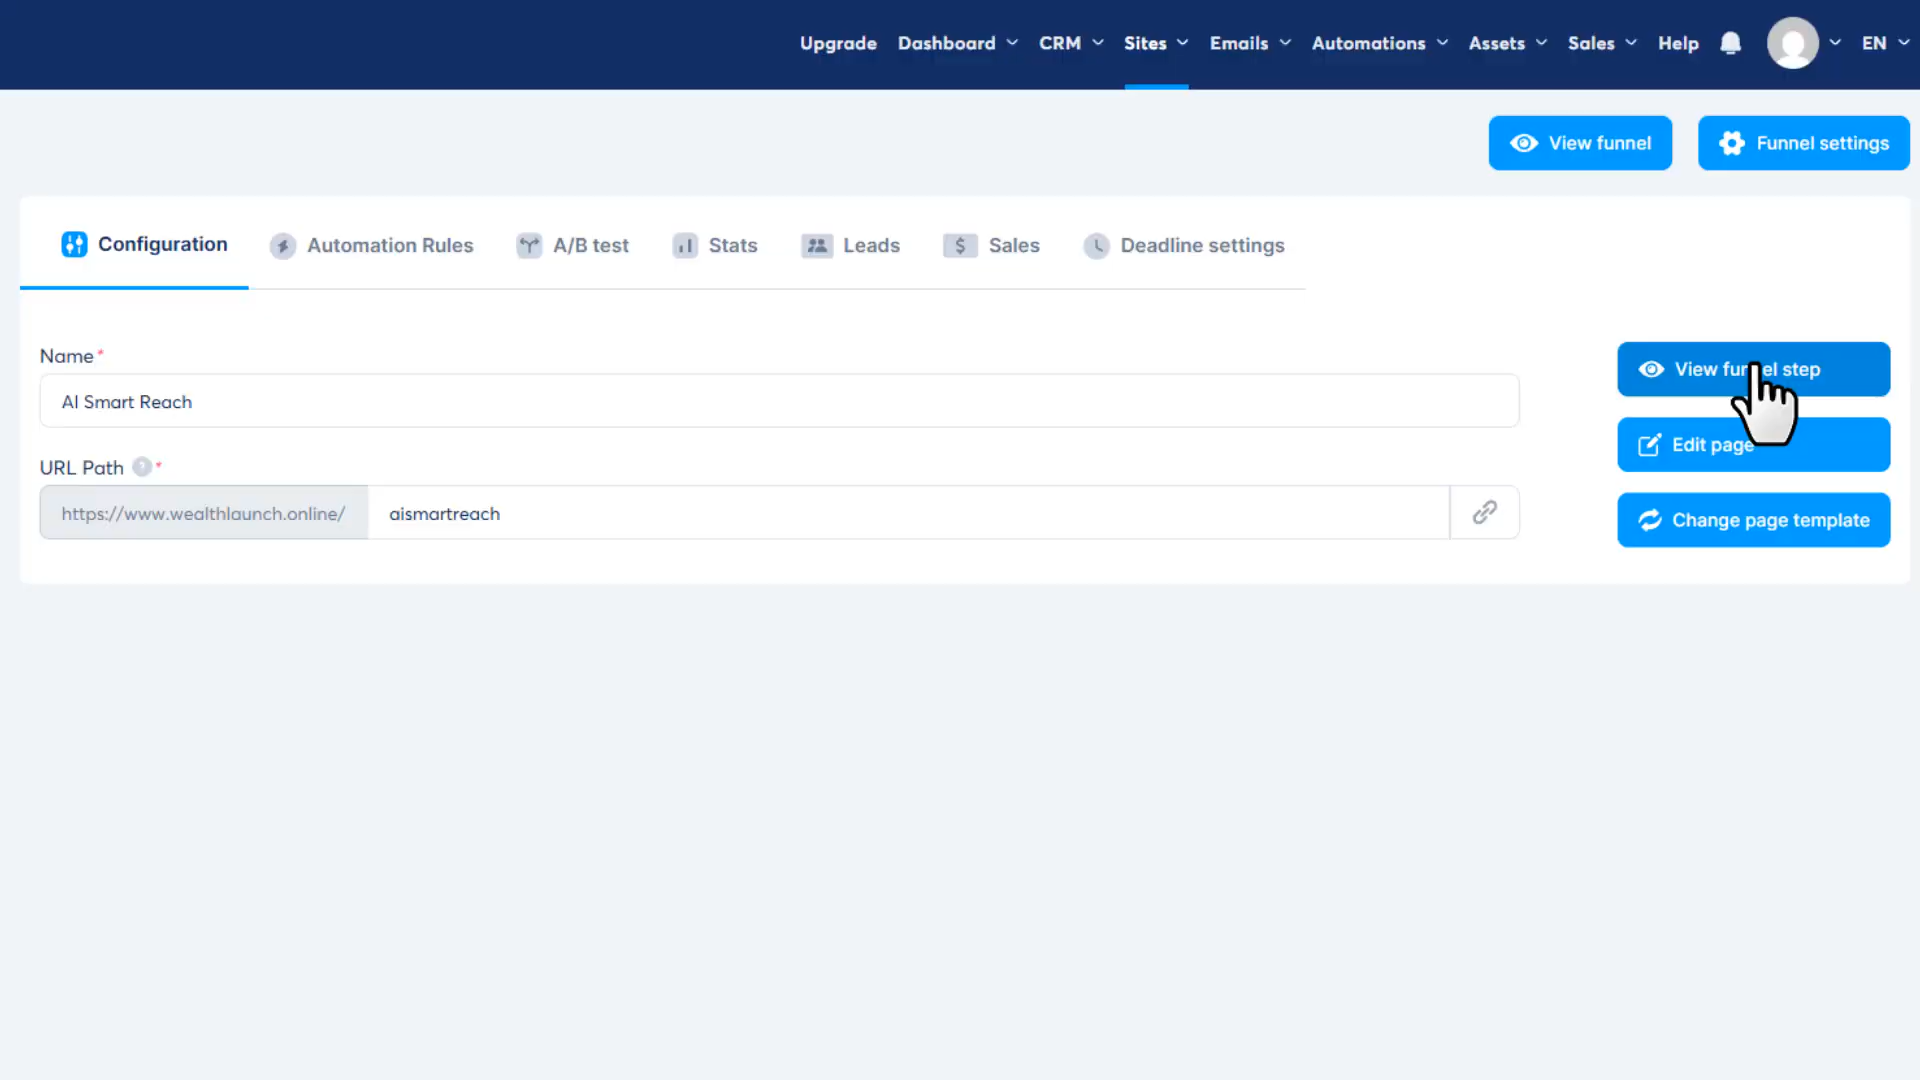 Upgrade Dashboard CRM Sites Emails Automations Assets Sales Help EN
View funnel Funnel settings
Configuration Automation Rules A/B test Stats Leads $ Sales Deadline settings
Name*
View funnel step
AI Smart Reach
Edit page
URL Path ? *
https://www.wealthlaunch.online/ aismartreach
Change page template